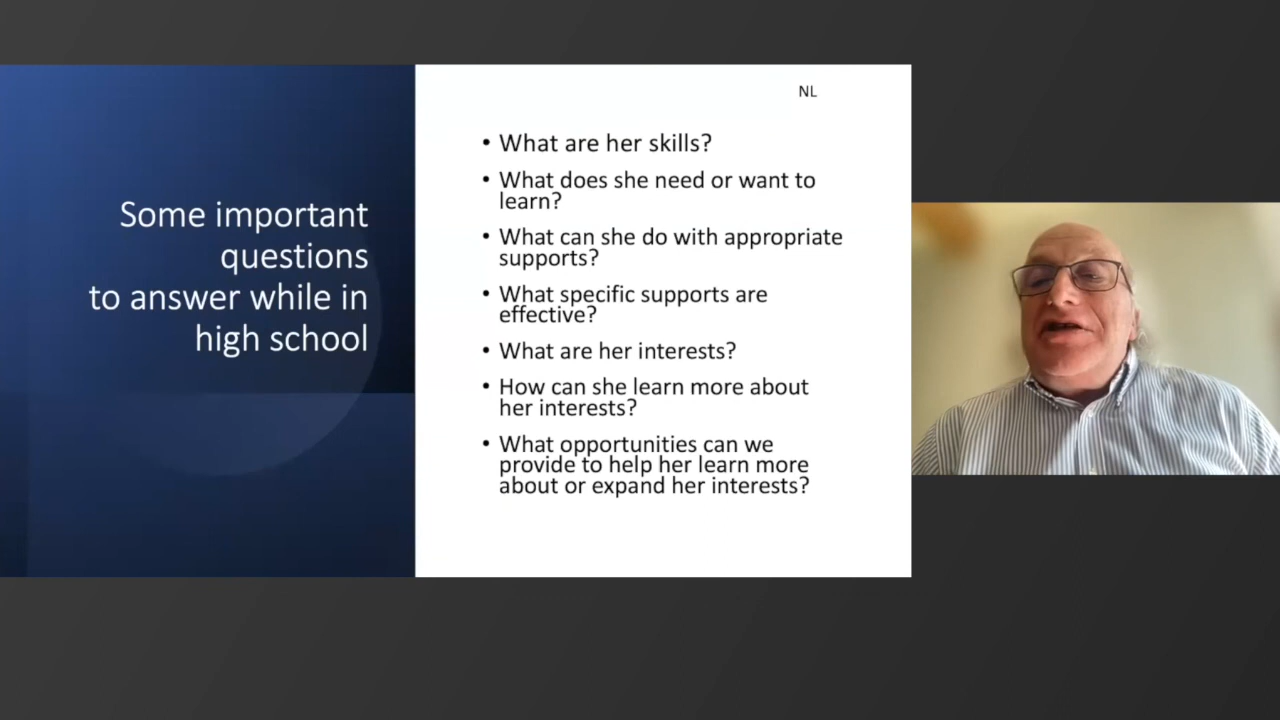 Some important
questions
to answer while in
high school
NL
• What are her skills?
• What does she need or want to
learn?
• What can she do with appropriate
supports?
• What specific supports are
effective?
• What are her interests?
• How can she learn more about
her interests?
• What opportunities can we
provide to help her learn more
about or expand her interests?